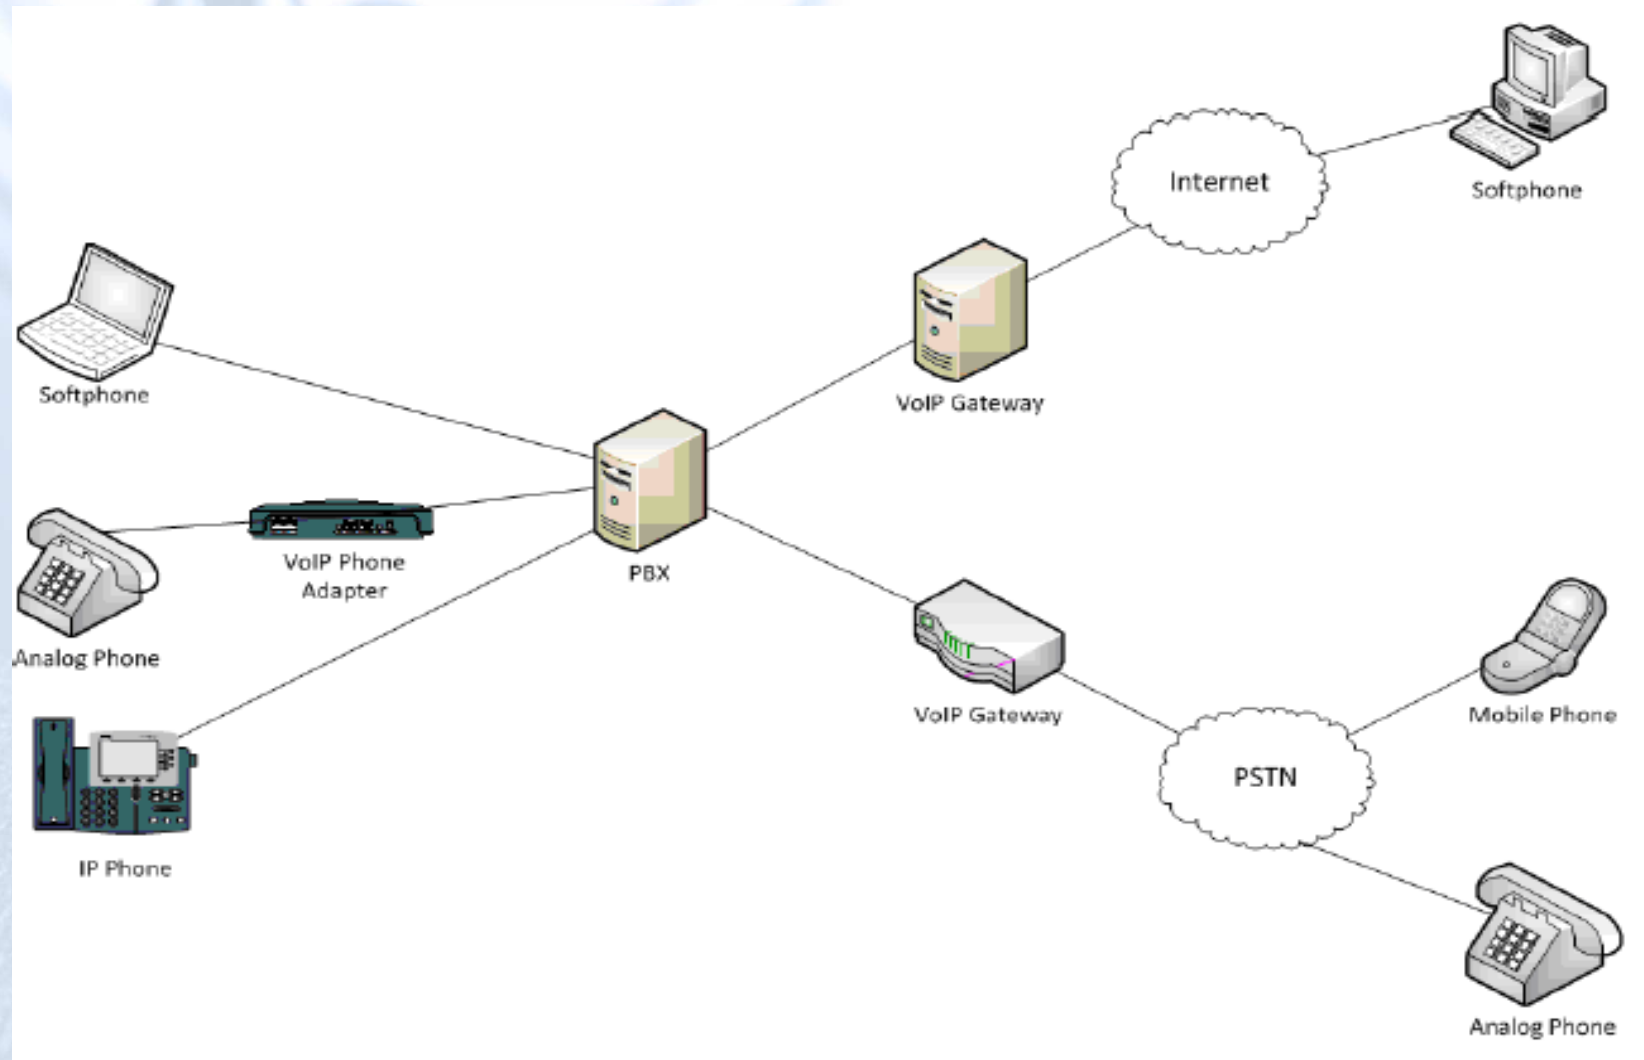 Internet
Softphone
Softphone
VoIP Gateway
VoIP Phone
Adapter
PBX
Analog Phone
VoIP Gateway
Mobile Phone
PSTN
IP Phone
Analog Phone